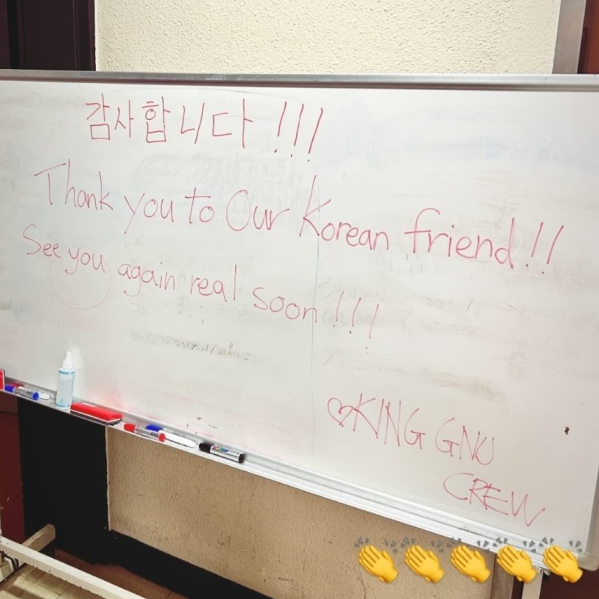 감사합니다!!!
Thank you to Our Korean friend!!
See you again real soon!!!
♡KING GNU
CREW